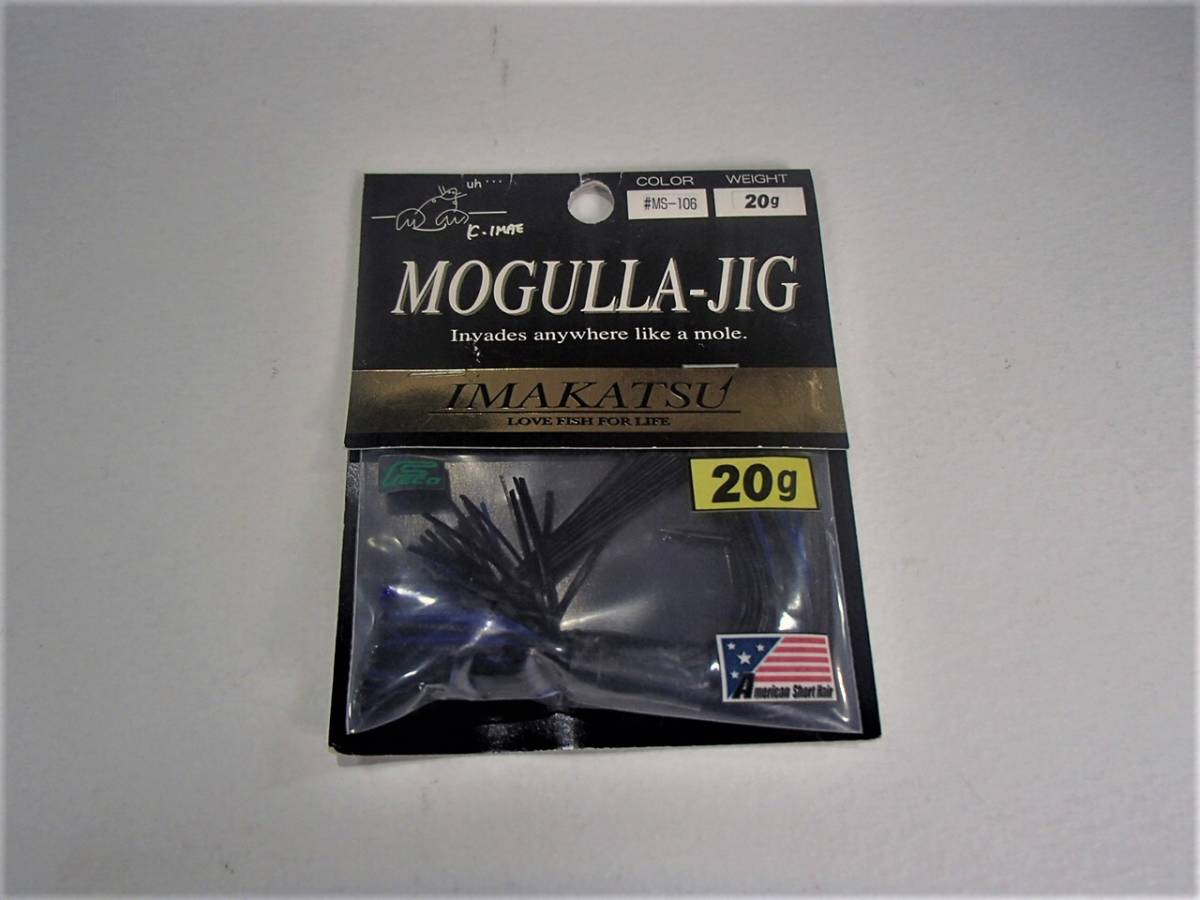 uh...
K.IMAE
COLOR
WEIGHT
#MS-106
20g
MOGULLA-JIG
Invades anywhere like a mole.
IMAKATSU
LOVE FISH FOR LIFE
20g
American Short Hair